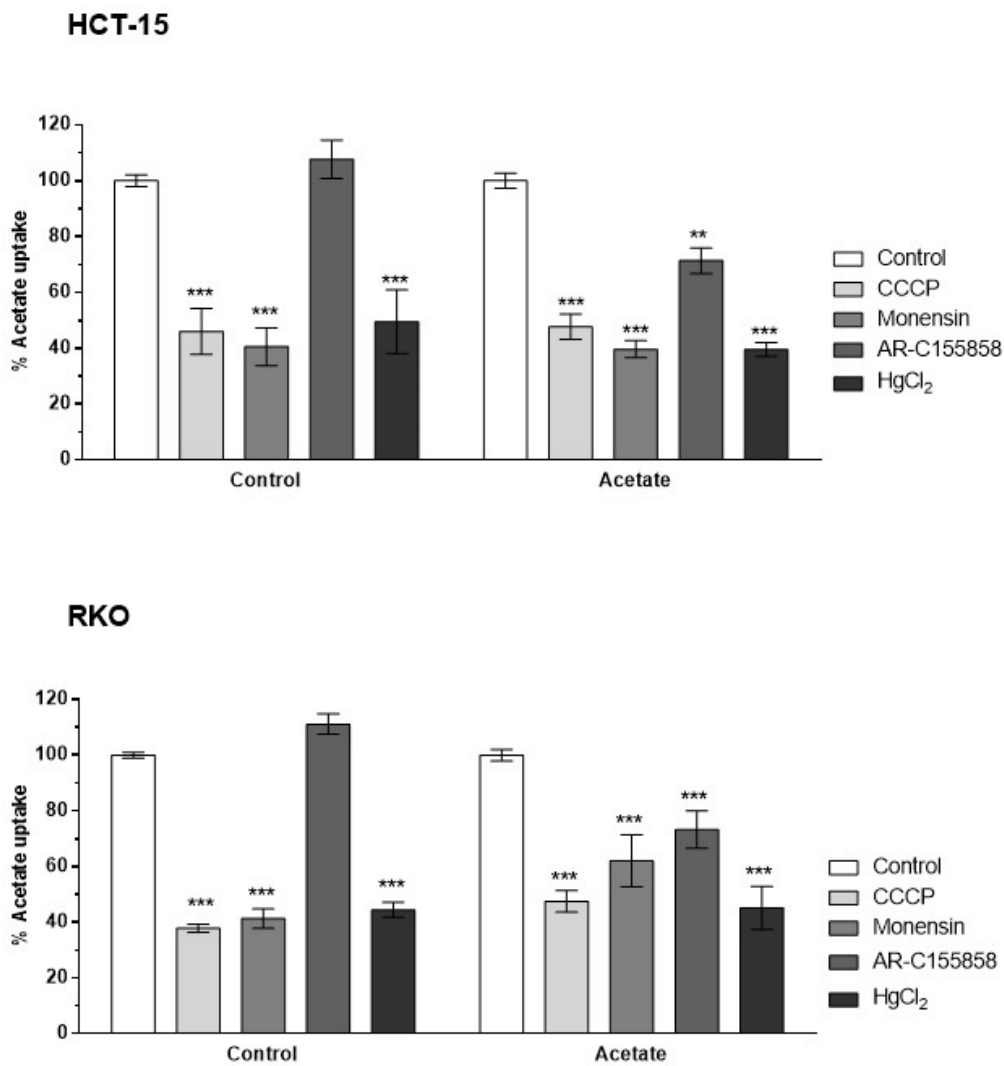 HCT-15
120
100
80
60
40
20
0
% Acetate uptake
***
***
***
***
***
**
***
Control
Acetate
Control
CCCP
Monensin
AR-C155858
HgCl₂
RKO
120
100
80
60
40
20
0
% Acetate uptake
***
***
***
***
***
***
***
Control
Acetate
Control
CCCP
Monensin
AR-C155858
HgCl₂